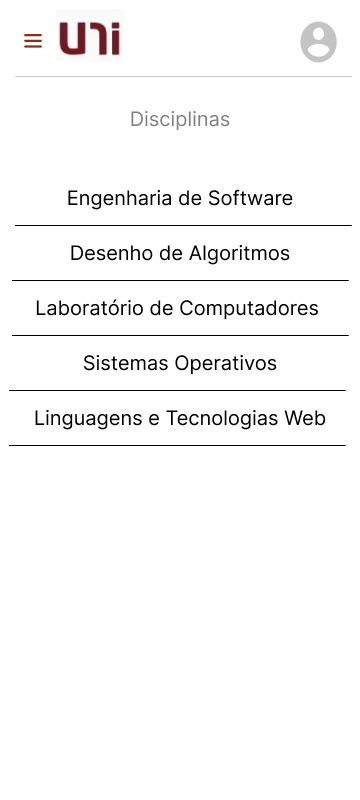 uni
Disciplinas
Engenharia de Software
Desenho de Algoritmos
Laboratório de Computadores
Sistemas Operativos
Linguagens e Tecnologias Web